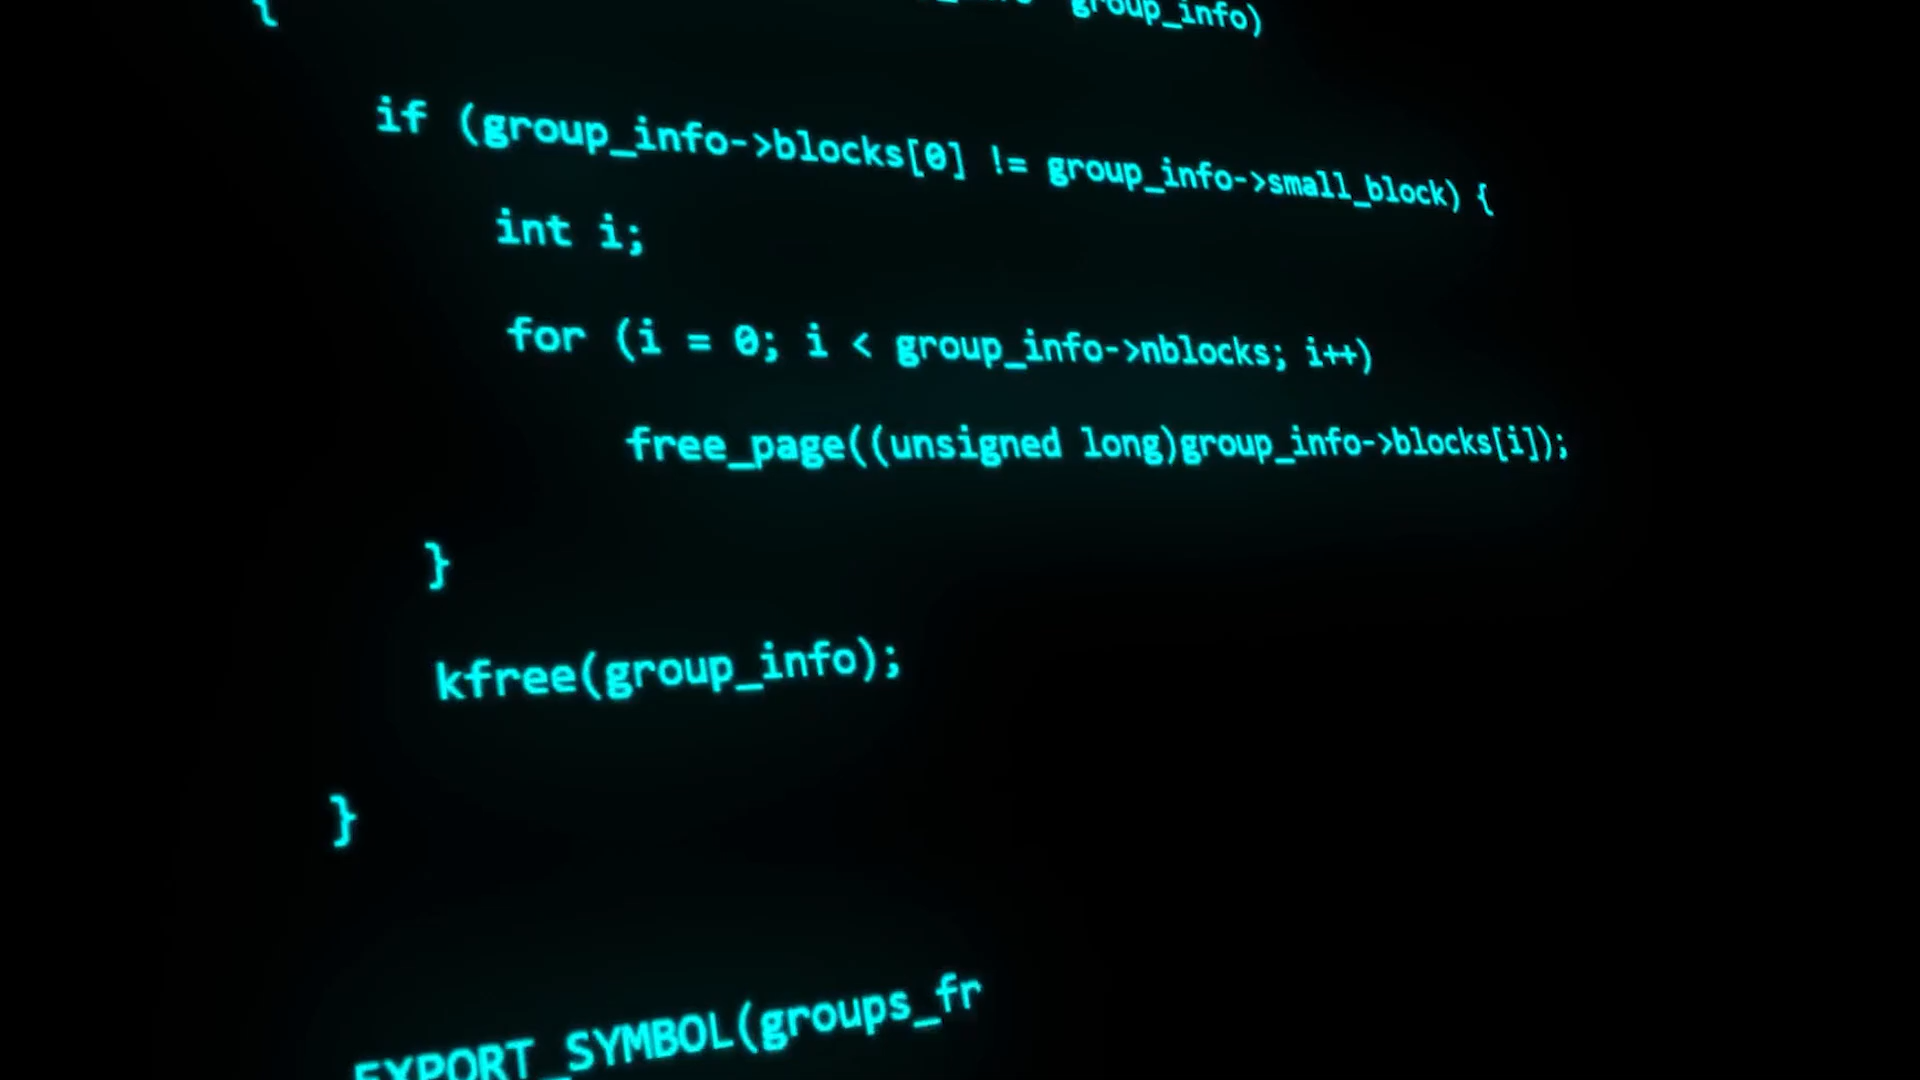 { group_info)
if (group_info->blocks[0] != group_info->small_block) {
int i;
for (i = 0; i < group_info->nblocks; i++)
free_page((unsigned long)group_info->blocks[i]);
}
kfree(group_info);
}
EXPORT_SYMBOL(groups_fr